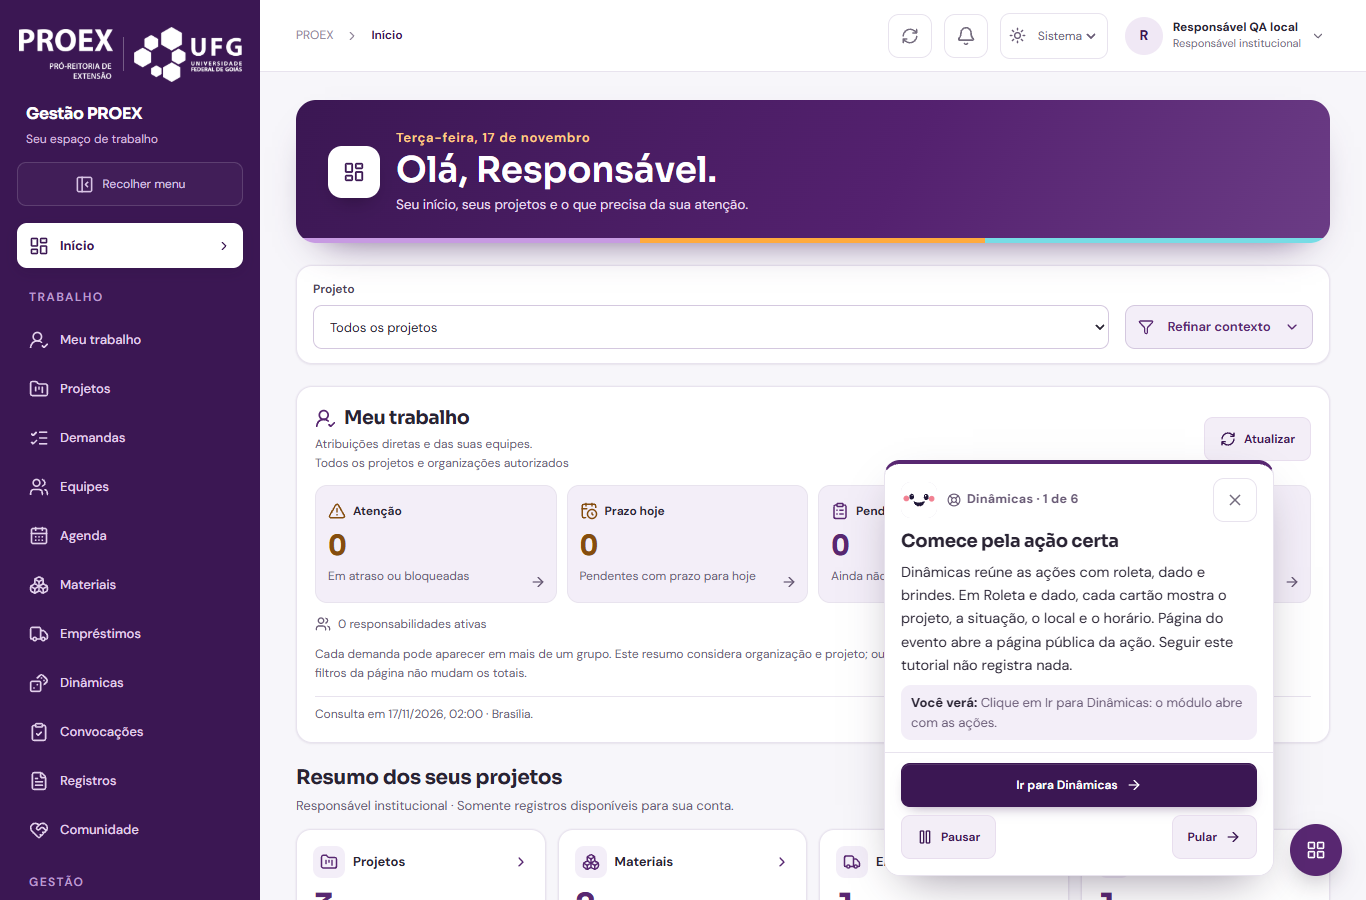 PROEX
PRÓ-REITORIA DE
EXTENSÃO
UFG
UNIVERSIDADE
FEDERAL DE GOIÁS
Gestão PROEX
Seu espaço de trabalho
Recolher menu
Início
TRABALHO
Meu trabalho
Projetos
Demandas
Equipes
Agenda
Materiais
Empréstimos
Dinâmicas
Convocações
Registros
Comunidade
GESTÃO
PROEX > Início
Sistema
R
Responsável QA local
Responsável institucional
Terça-feira, 17 de novembro
Olá, Responsável.
Seu início, seus projetos e o que precisa da sua atenção.
Projeto
Todos os projetos
Refinar contexto
Meu trabalho
Atribuições diretas e das suas equipes.
Todos os projetos e organizações autorizados
Atualizar
Atenção
0
Em atraso ou bloqueadas
Prazo hoje
0
Pendentes com prazo para hoje
Pend
0
Ainda não
0 responsabilidades ativas
Cada demanda pode aparecer em mais de um grupo. Este resumo considera organização e projeto; ou
filtros da página não mudam os totais.
Consulta em 17/11/2026, 02:00 · Brasília.
Resumo dos seus projetos
Responsável institucional · Somente registros disponíveis para sua conta.
Projetos
Materiais
E
Dinâmicas · 1 de 6
Comece pela ação certa
Dinâmicas reúne as ações com roleta, dado e
brindes. Em Roleta e dado, cada cartão mostra o
projeto, a situação, o local e o horário. Página do
evento abre a página pública da ação. Seguir este
tutorial não registra nada.
Você verá: Clique em Ir para Dinâmicas: o módulo abre
com as ações.
Ir para Dinâmicas
Pausar
Pular